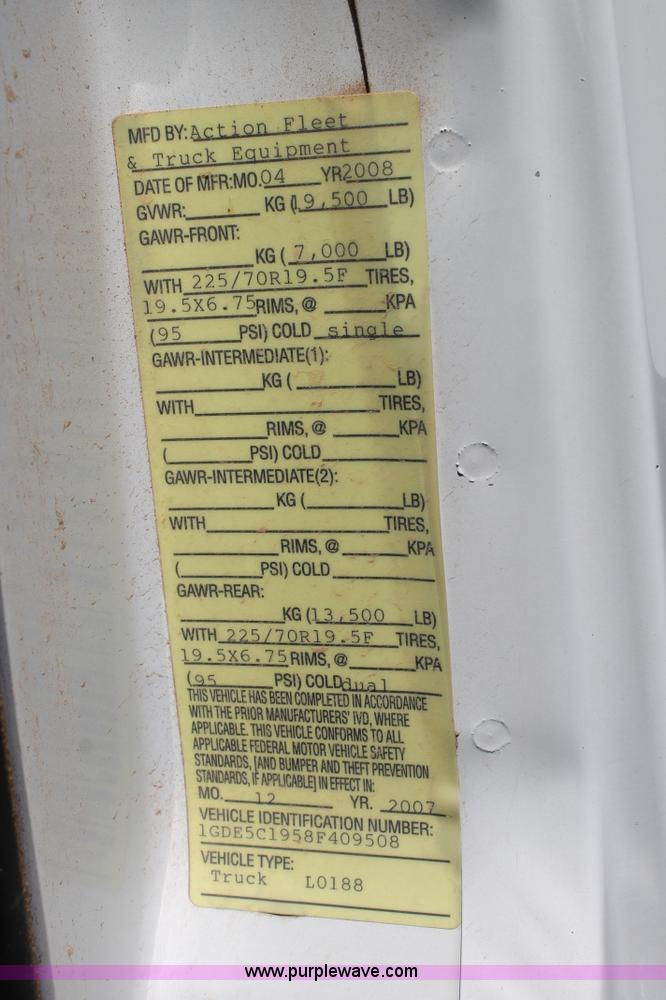 MFD BY: Action Fleet
& Truck Equipment
DATE OF MFR:MO.04 YR.2008
GVWR: KG (19,500 LB)
GAWR-FRONT:
KG ( 7,000 LB)
WITH 225/70R19.5F TIRES,
19.5X6.75 RIMS, @ KPA
(95 PSI) COLD single
GAWR-INTERMEDIATE(1):
KG ( LB)
WITH TIRES,
RIMS, @ KPA
( PSI) COLD
GAWR-INTERMEDIATE(2):
KG ( LB)
WITH TIRES,
RIMS, @ KPA
( PSI) COLD
GAWR-REAR:
KG (13,500 LB)
WITH 225/70R19.5F TIRES,
19.5X6.75 RIMS, @ KPA
(95 PSI) COLD dual
THIS VEHICLE HAS BEEN COMPLETED IN ACCORDANCE
WITH THE PRIOR MANUFACTURERS' IVD, WHERE
APPLICABLE. THIS VEHICLE CONFORMS TO ALL
APPLICABLE FEDERAL MOTOR VEHICLE SAFETY
STANDARDS, [AND BUMPER AND THEFT PREVENTION
STANDARDS, IF APPLICABLE] IN EFFECT IN:
MO. 12 YR. 2007
VEHICLE IDENTIFICATION NUMBER:
1GDE5C1958F409508
VEHICLE TYPE:
Truck L0188
www.purplewave.com